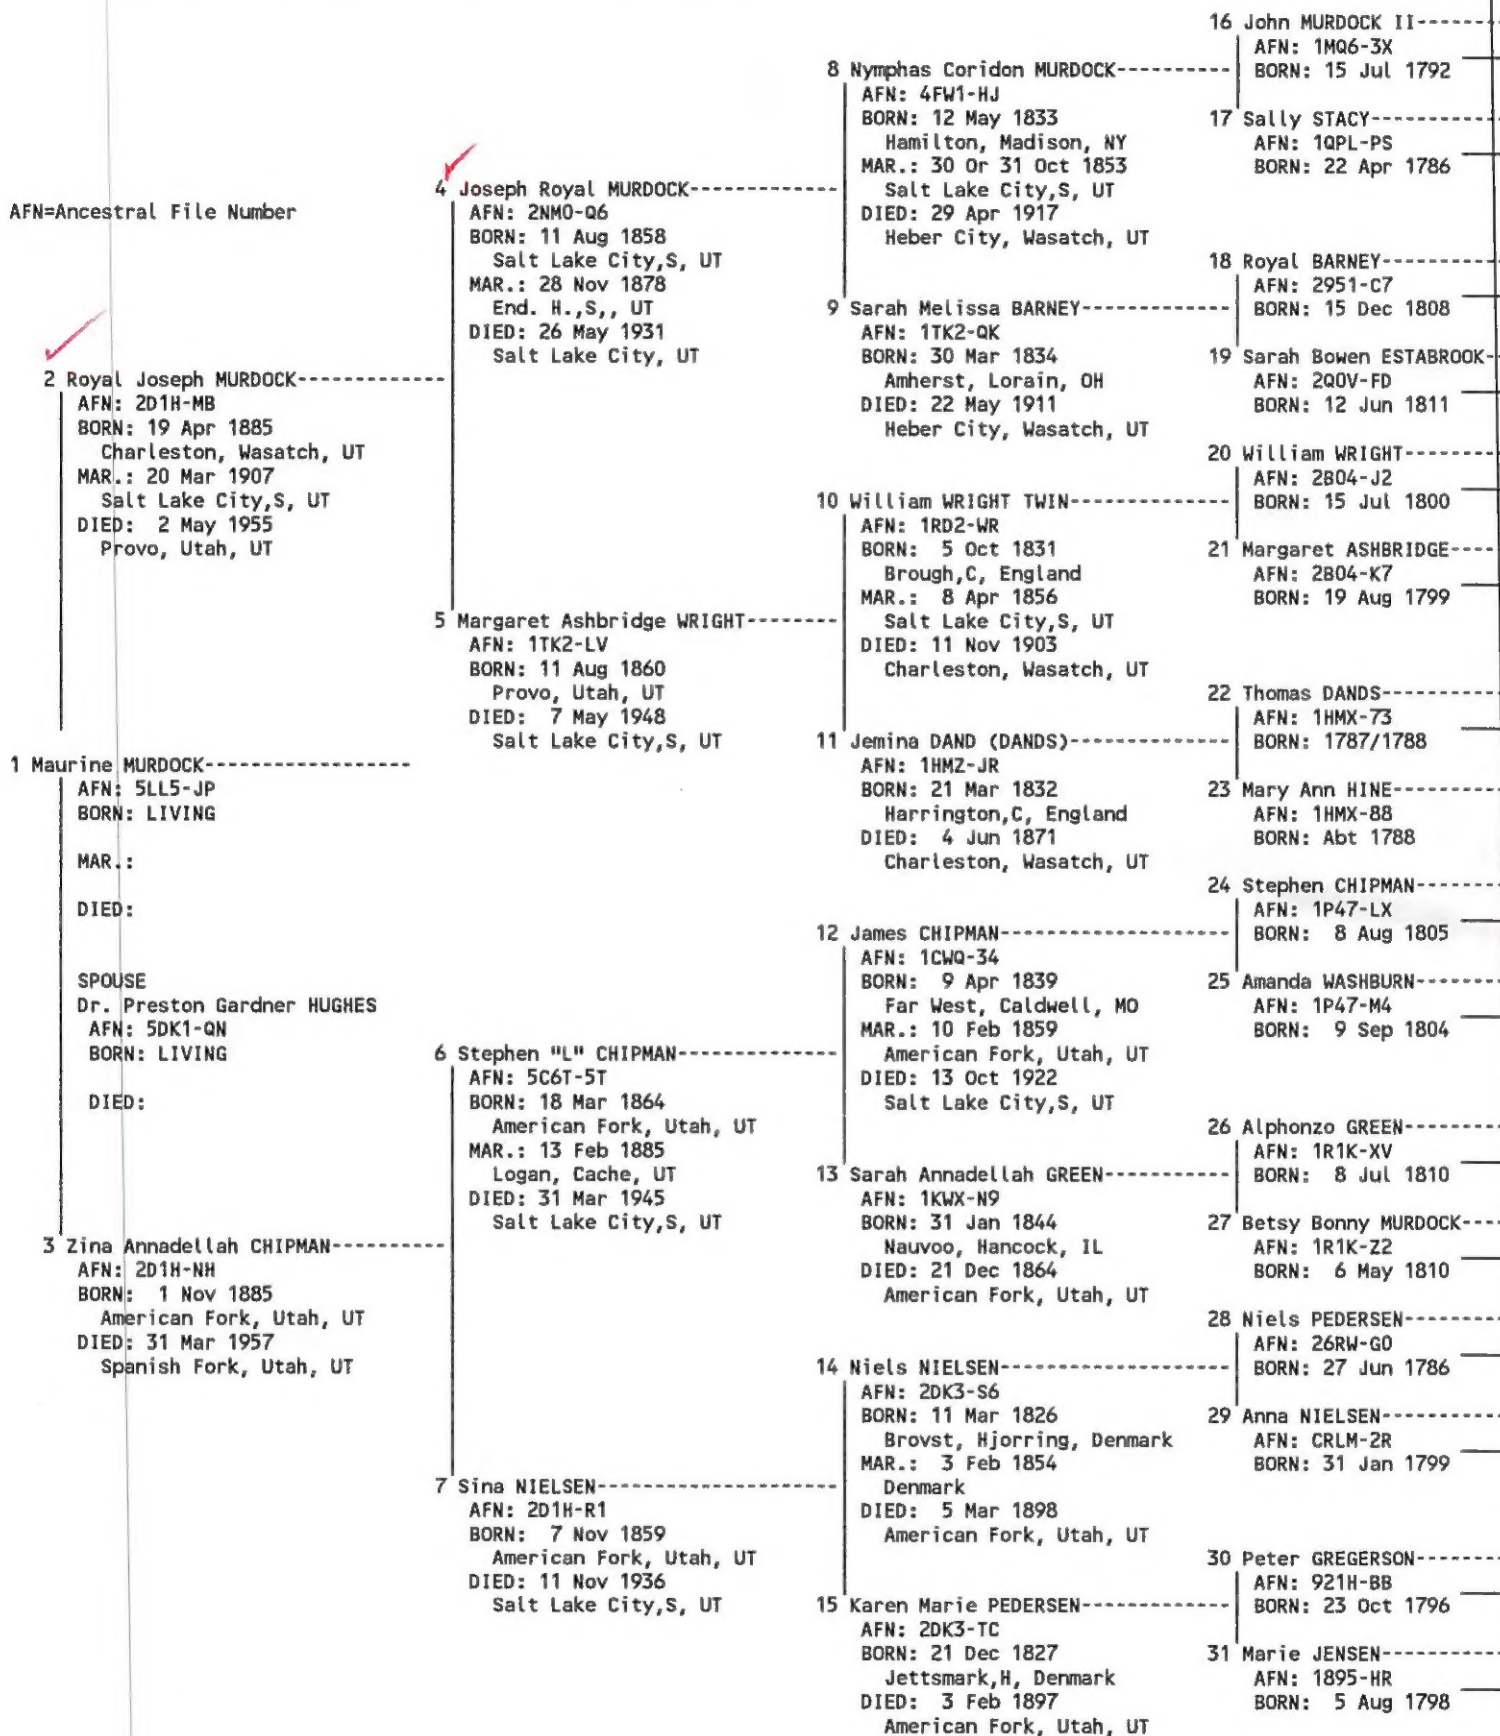 AFN=Ancestral File Number
1 Maurine MURDOCK-----------------
AFN: 5LL5-JP
BORN: LIVING
MAR.:
DIED:
SPOUSE
Dr. Preston Gardner HUGHES
AFN: 5DK1-QN
BORN: LIVING
DIED:
2 Royal Joseph MURDOCK------------
AFN: 2D1H-MB
BORN: 19 Apr 1885
Charleston, Wasatch, UT
MAR.: 20 Mar 1907
Salt Lake City,S, UT
DIED: 2 May 1955
Provo, Utah, UT
3 Zina Annadellah CHIPMAN----------
AFN: 2D1H-NH
BORN: 1 Nov 1885
American Fork, Utah, UT
DIED: 31 Mar 1957
Spanish Fork, Utah, UT
4 Joseph Royal MURDOCK------------
AFN: 2NM0-Q6
BORN: 11 Aug 1858
Salt Lake City,S, UT
MAR.: 28 Nov 1878
End. H.,S,, UT
DIED: 26 May 1931
Salt Lake City, UT
5 Margaret Ashbridge WRIGHT--------
AFN: 1TK2-LV
BORN: 11 Aug 1860
Provo, Utah, UT
DIED: 7 May 1948
Salt Lake City,S, UT
6 Stephen "L" CHIPMAN-------------
AFN: 5C6T-5T
BORN: 18 Mar 1864
American Fork, Utah, UT
MAR.: 13 Feb 1885
Logan, Cache, UT
DIED: 31 Mar 1945
Salt Lake City,S, UT
7 Sina NIELSEN--------------------
AFN: 2D1H-R1
BORN: 7 Nov 1859
American Fork, Utah, UT
DIED: 11 Nov 1936
Salt Lake City,S, UT
8 Nymphas Coridon MURDOCK----------
AFN: 4FW1-HJ
BORN: 12 May 1833
Hamilton, Madison, NY
MAR.: 30 Or 31 Oct 1853
Salt Lake City,S, UT
DIED: 29 Apr 1917
Heber City, Wasatch, UT
9 Sarah Melissa BARNEY-------------
AFN: 1TK2-QK
BORN: 30 Mar 1834
Amherst, Lorain, OH
DIED: 22 May 1911
Heber City, Wasatch, UT
10 William WRIGHT TWIN--------------
AFN: 1RD2-WR
BORN: 5 Oct 1831
Brough,C, England
MAR.: 8 Apr 1856
Salt Lake City,S, UT
DIED: 11 Nov 1903
Charleston, Wasatch, UT
11 Jemina DAND (DANDS)--------------
AFN: 1HMZ-JR
BORN: 21 Mar 1832
Harrington,C, England
DIED: 4 Jun 1871
Charleston, Wasatch, UT
12 James CHIPMAN--------------------
AFN: 1CWQ-34
BORN: 9 Apr 1839
Far West, Caldwell, MO
MAR.: 10 Feb 1859
American Fork, Utah, UT
DIED: 13 Oct 1922
Salt Lake City,S, UT
13 Sarah Annadellah GREEN-----------
AFN: 1KWX-N9
BORN: 31 Jan 1844
Nauvoo, Hancock, IL
DIED: 21 Dec 1864
American Fork, Utah, UT
14 Niels NIELSEN--------------------
AFN: 2DK3-S6
BORN: 11 Mar 1826
Brovst, Hjorring, Denmark
MAR.: 3 Feb 1854
Denmark
DIED: 5 Mar 1898
American Fork, Utah, UT
15 Karen Marie PEDERSEN-------------
AFN: 2DK3-TC
BORN: 21 Dec 1827
Jettsmark,H, Denmark
DIED: 3 Feb 1897
American Fork, Utah, UT
16 John MURDOCK II-------
AFN: 1MQ6-3X
BORN: 15 Jul 1792
17 Sally STACY-----------
AFN: 1QPL-PS
BORN: 22 Apr 1786
18 Royal BARNEY----------
AFN: 2951-C7
BORN: 15 Dec 1808
19 Sarah Bowen ESTABROOK-
AFN: 2Q0V-FD
BORN: 12 Jun 1811
20 William WRIGHT--------
AFN: 2B04-J2
BORN: 15 Jul 1800
21 Margaret ASHBRIDGE----
AFN: 2B04-K7
BORN: 19 Aug 1799
22 Thomas DANDS----------
AFN: 1HMX-73
BORN: 1787/1788
23 Mary Ann HINE---------
AFN: 1HMX-88
BORN: Abt 1788
24 Stephen CHIPMAN-------
AFN: 1P47-LX
BORN: 8 Aug 1805
25 Amanda WASHBURN-------
AFN: 1P47-M4
BORN: 9 Sep 1804
26 Alphonzo GREEN--------
AFN: 1R1K-XV
BORN: 8 Jul 1810
27 Betsy Bonny MURDOCK----
AFN: 1R1K-Z2
BORN: 6 May 1810
28 Niels PEDERSEN--------
AFN: 26RW-G0
BORN: 27 Jun 1786
29 Anna NIELSEN----------
AFN: CRLM-2R
BORN: 31 Jan 1799
30 Peter GREGERSON-------
AFN: 921H-BB
BORN: 23 Oct 1796
31 Marie JENSEN----------
AFN: 1895-HR
BORN: 5 Aug 1798